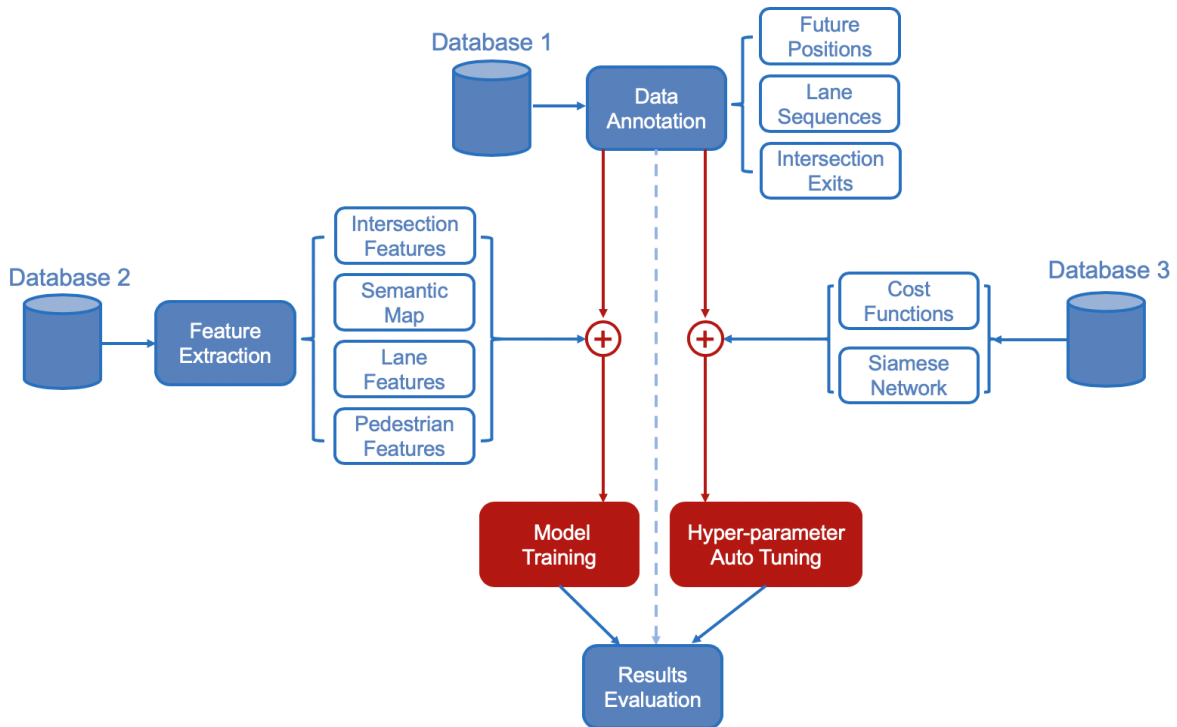 Database 1
Data
Annotation
Future
Positions
Lane
Sequences
Intersection
Exits
Database 2
Feature
Extraction
Intersection
Features
Semantic
Map
Lane
Features
Pedestrian
Features
+
+
Cost
Functions
Siamese
Network
Database 3
Model
Training
Hyper-parameter
Auto Tuning
Results
Evaluation